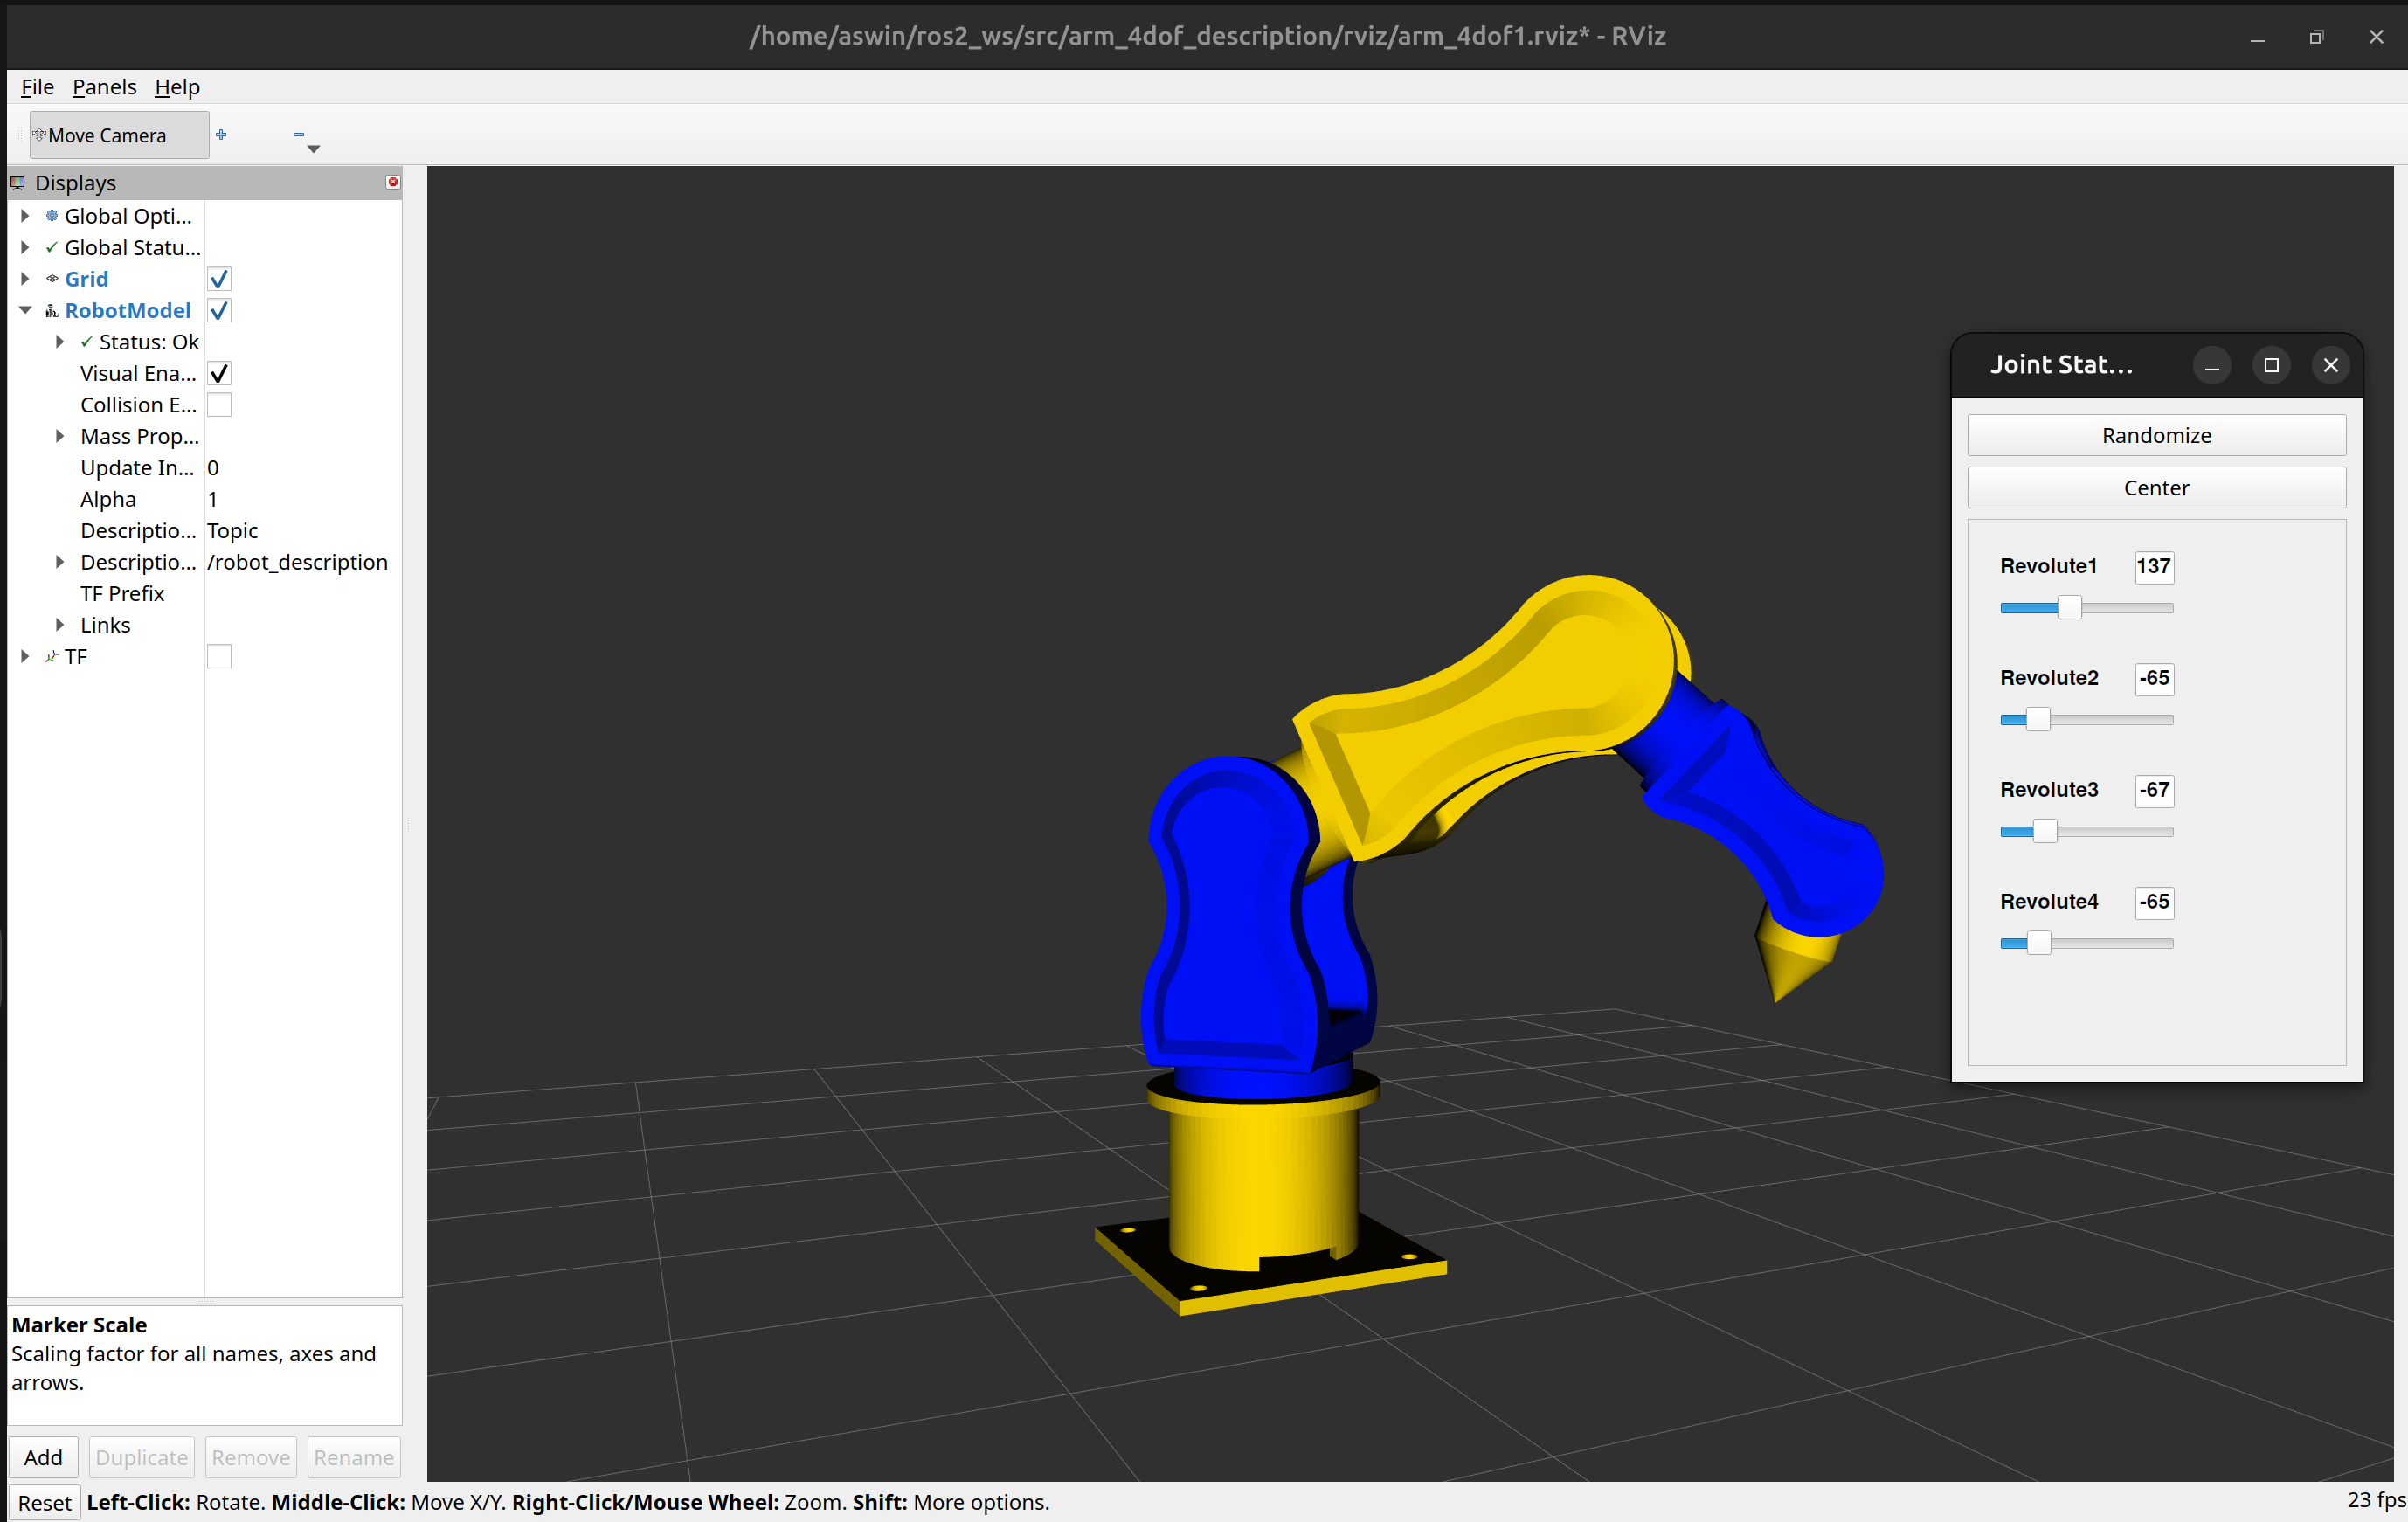 /home/aswin/ros2_ws/src/arm_4dof_description/rviz/arm_4dof1.rviz* - RViz
File Panels Help
Move Camera
Displays
Global Opti...
Global Statu...
Grid
RobotModel
Status: Ok
Visual Ena...
Collision E...
Mass Prop...
Update In... 0
Alpha 1
Descriptio... Topic
Descriptio... /robot_description
TF Prefix
Links
TF
Marker Scale
Scaling factor for all names, axes and
arrows.
Add Duplicate Remove Rename
Reset Left-Click: Rotate. Middle-Click: Move X/Y. Right-Click/Mouse Wheel: Zoom. Shift: More options. 23 fps
Joint Stat...
Randomize
Center
Revolute1 137
Revolute2 -65
Revolute3 -67
Revolute4 -65